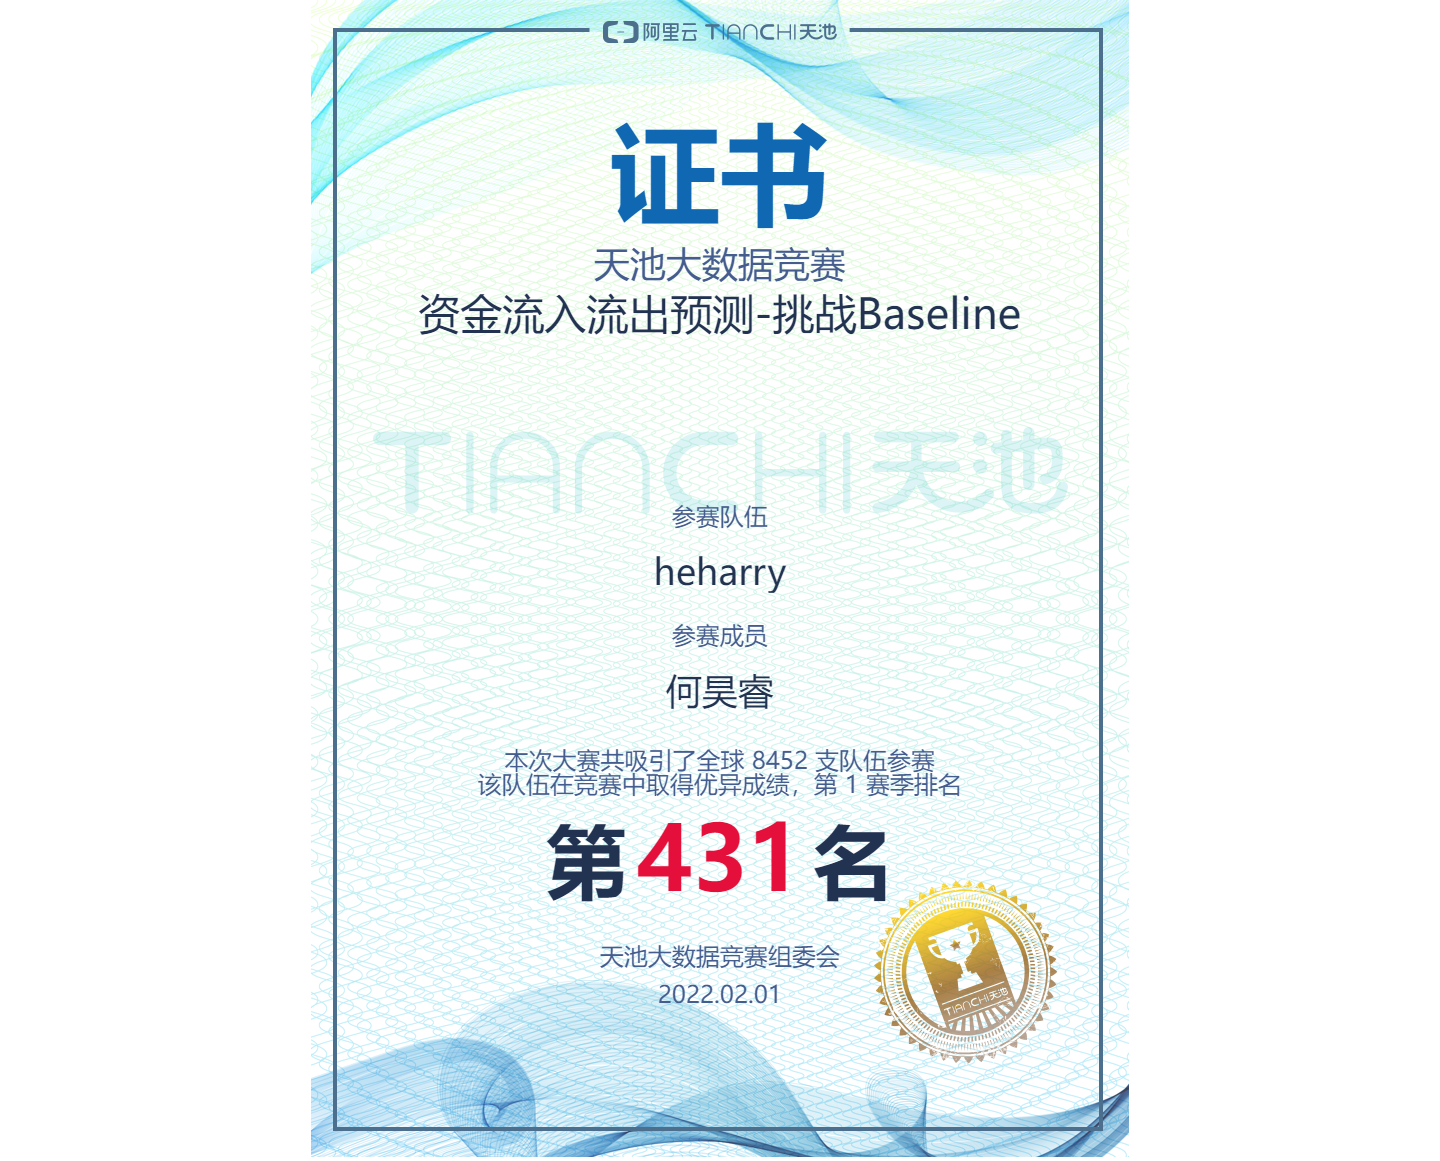 阿里云 TIANCHI天池
证书
天池大数据竞赛
资金流入流出预测-挑战Baseline
TIANCHI天池
参赛队伍
heharry
参赛成员
何昊睿
本次大赛共吸引了全球 8452 支队伍参赛
该队伍在竞赛中取得优异成绩，第 1 赛季排名
第431名
天池大数据竞赛组委会
2022.02.01
TIANCHI天池